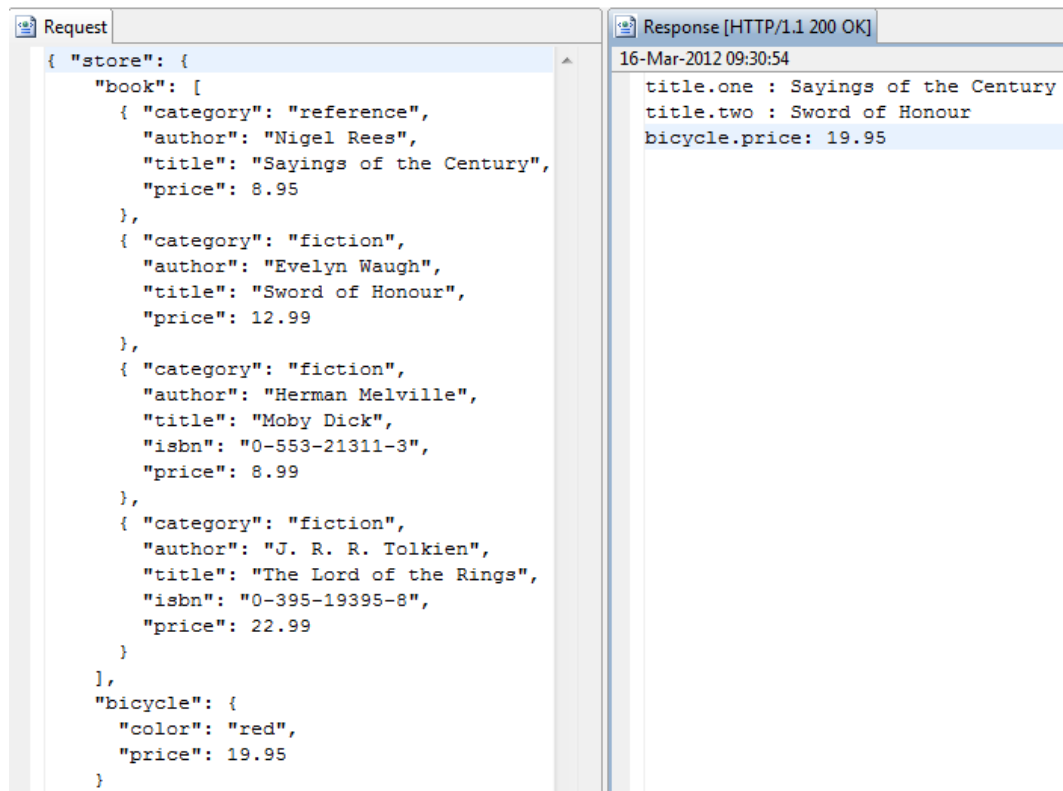 Request
{ "store": {
"book": [
{ "category": "reference",
"author": "Nigel Rees",
"title": "Sayings of the Century",
"price": 8.95
},
{ "category": "fiction",
"author": "Evelyn Waugh",
"title": "Sword of Honour",
"price": 12.99
},
{ "category": "fiction",
"author": "Herman Melville",
"title": "Moby Dick",
"isbn": "0-553-21311-3",
"price": 8.99
},
{ "category": "fiction",
"author": "J. R. R. Tolkien",
"title": "The Lord of the Rings",
"isbn": "0-395-19395-8",
"price": 22.99
}
],
"bicycle": {
"color": "red",
"price": 19.95
}
Response [HTTP/1.1 200 OK]
16-Mar-2012 09:30:54
title.one : Sayings of the Century
title.two : Sword of Honour
bicycle.price: 19.95